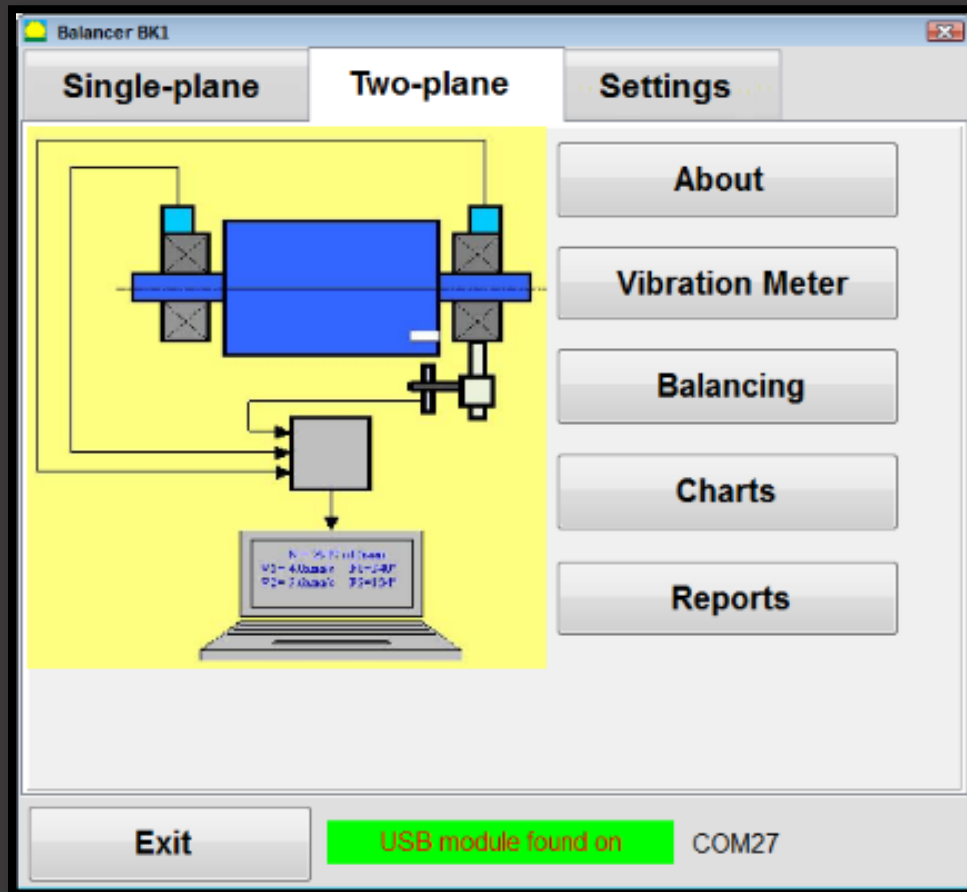 Balancer BK1
Single-plane
Two-plane
Settings
About
Vibration Meter
Balancing
Charts
Reports
Exit
USB module found on
COM27